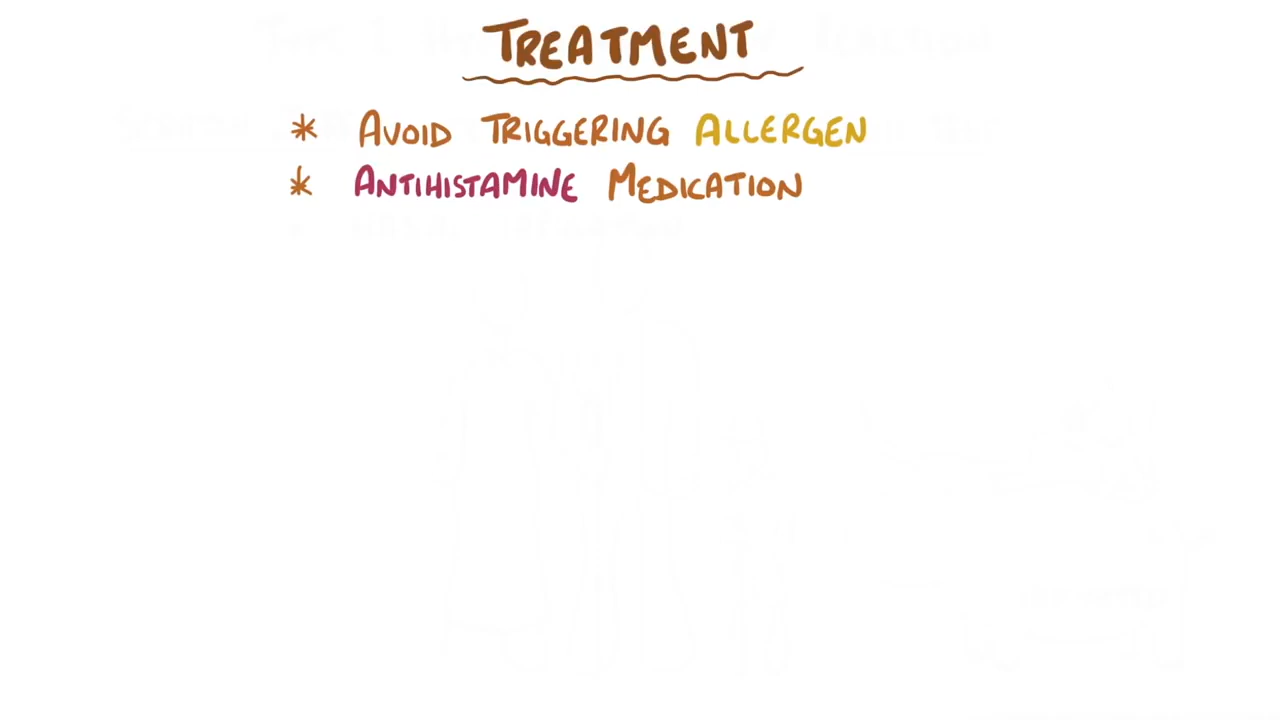 TREATMENT
* AVOID TRIGGERING ALLERGEN
* ANTIHISTAMINE MEDICATION